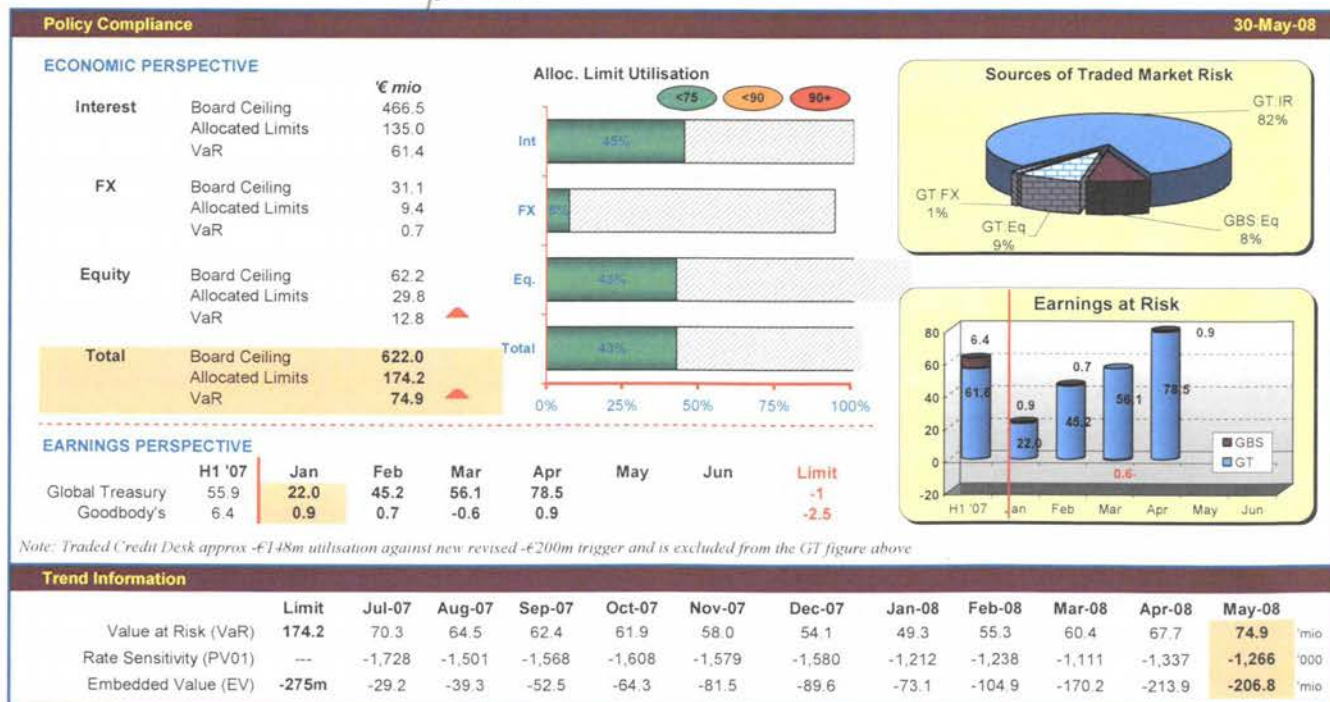 Policy Compliance 30-May-08
ECONOMIC PERSPECTIVE
'€ mio
Interest Board Ceiling 466.5
Allocated Limits 135.0
VaR 61.4
FX Board Ceiling 31.1
Allocated Limits 9.4
VaR 0.7
Equity Board Ceiling 62.2
Allocated Limits 29.8
VaR 12.8
Total Board Ceiling 622.0
Allocated Limits 174.2
VaR 74.9
Alloc. Limit Utilisation
<75 <90 90+
Int 45%
FX
Eq. 43%
Total 43%
0% 25% 50% 75% 100%
Sources of Traded Market Risk
GT:IR
82%
GT:FX
1%
GT:Eq
9%
GBS:Eq
8%
Earnings at Risk
80
60
40
20
0
-20
6.4
61.6
0.9
22.0
0.7
45.2
56.1
0.6-
78.5
0.9
GBS
GT
H1 '07 Jan Feb Mar Apr May Jun
EARNINGS PERSPECTIVE
H1 '07 Jan Feb Mar Apr May Jun Limit
Global Treasury 55.9 22.0 45.2 56.1 78.5 -1
Goodbody's 6.4 0.9 0.7 -0.6 0.9 -2.5
Note: Traded Credit Desk approx -€148m utilisation against new revised -€200m trigger and is excluded from the GT figure above
Trend Information
Limit Jul-07 Aug-07 Sep-07 Oct-07 Nov-07 Dec-07 Jan-08 Feb-08 Mar-08 Apr-08 May-08
Value at Risk (VaR) 174.2 70.3 64.5 62.4 61.9 58.0 54.1 49.3 55.3 60.4 67.7 74.9 'mio
Rate Sensitivity (PV01) --- -1,728 -1,501 -1,568 -1,608 -1,579 -1,580 -1,212 -1,238 -1,111 -1,337 -1,266 '000
Embedded Value (EV) -275m -29.2 -39.3 -52.5 -64.3 -81.5 -89.6 -73.1 -104.9 -170.2 -213.9 -206.8 'mio